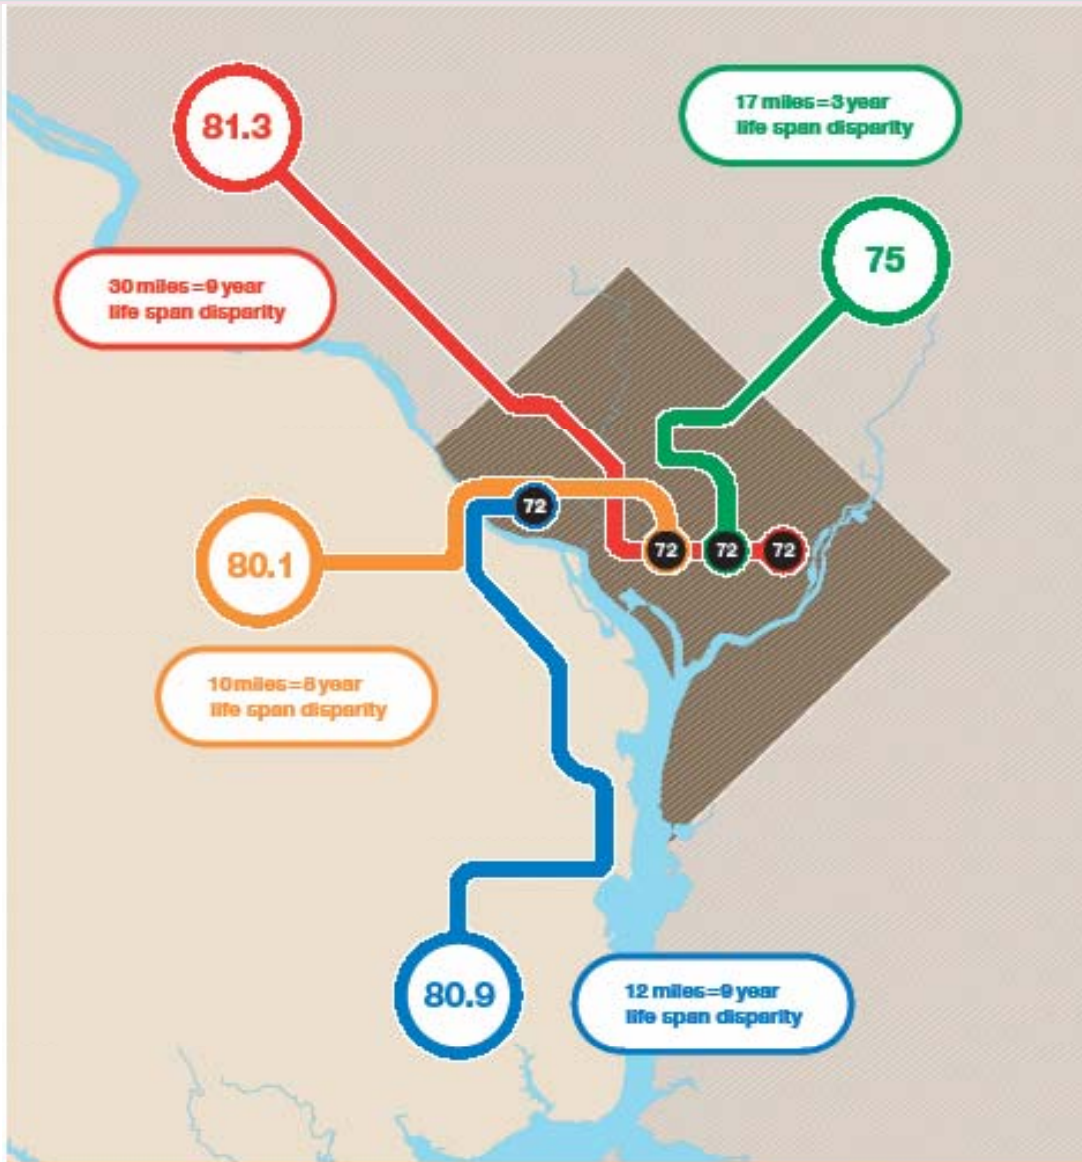 81.3
17 miles=3 year
life span disparity
75
30 miles=9 year
life span disparity
72
80.1
72
72
72
10 miles=8 year
life span disparity
80.9
12 miles=9 year
life span disparity